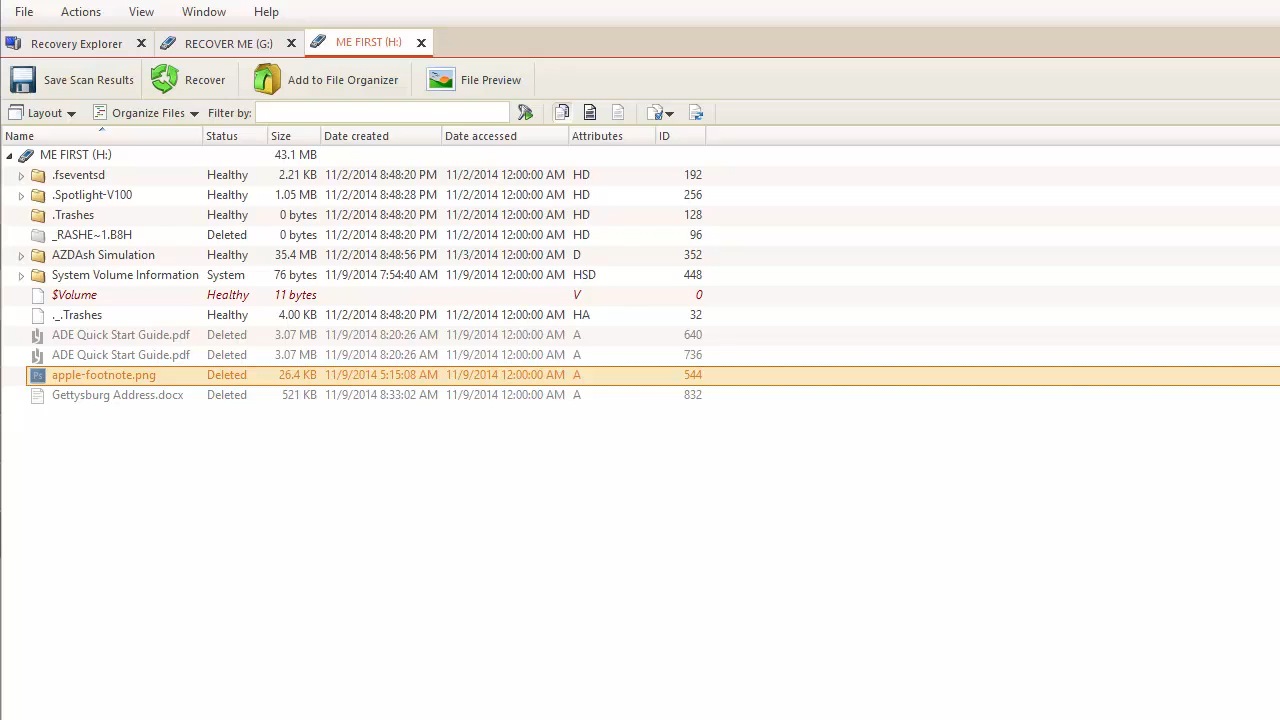 File Actions View Window Help
Recovery Explorer RECOVER ME (G:) ME FIRST (H:)
Save Scan Results Recover Add to File Organizer File Preview
Layout Organize Files Filter by:
Name Status Size Date created Date accessed Attributes ID
ME FIRST (H:) 43.1 MB
.fseventsd Healthy 2.21 KB 11/2/2014 8:48:20 PM 11/2/2014 12:00:00 AM HD 192
.Spotlight-V100 Healthy 1.05 MB 11/2/2014 8:48:28 PM 11/2/2014 12:00:00 AM HD 256
.Trashes Healthy 0 bytes 11/2/2014 8:48:20 PM 11/2/2014 12:00:00 AM HD 128
_RASHE~1.B8H Deleted 0 bytes 11/2/2014 8:48:20 PM 11/2/2014 12:00:00 AM HD 96
AZDAsh Simulation Healthy 35.4 MB 11/2/2014 8:48:56 PM 11/3/2014 12:00:00 AM D 352
System Volume Information System 76 bytes 11/9/2014 7:54:40 AM 11/9/2014 12:00:00 AM HSD 448
$Volume Healthy 11 bytes V 0
._.Trashes Healthy 4.00 KB 11/2/2014 8:48:20 PM 11/2/2014 12:00:00 AM HA 32
ADE Quick Start Guide.pdf Deleted 3.07 MB 11/9/2014 8:20:26 AM 11/9/2014 12:00:00 AM A 640
ADE Quick Start Guide.pdf Deleted 3.07 MB 11/9/2014 8:20:26 AM 11/9/2014 12:00:00 AM A 736
Ps apple-footnote.png Deleted 26.4 KB 11/9/2014 5:15:08 AM 11/9/2014 12:00:00 AM A 544
Gettysburg Address.docx Deleted 521 KB 11/9/2014 8:33:02 AM 11/9/2014 12:00:00 AM A 832